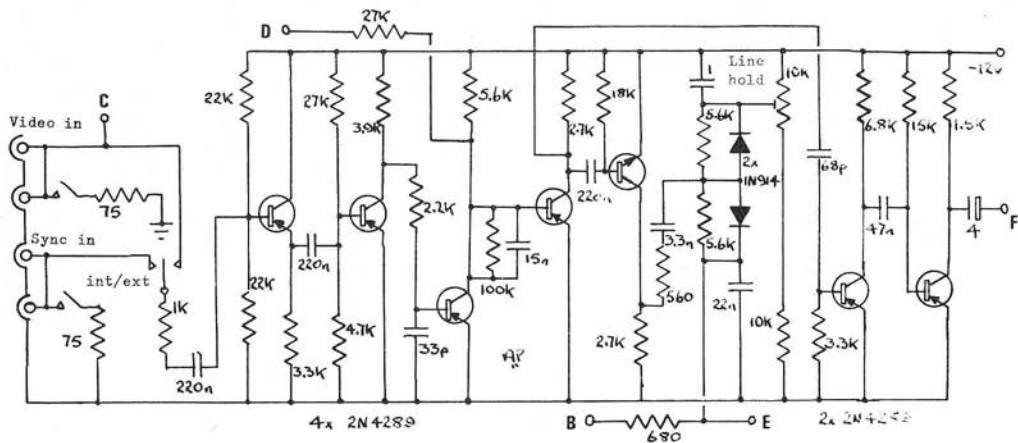 D
27K
C
Video in
22K
27K
3.9K
5.6K
2.7K
18K
1
Line
hold
10K
-12v
5.6K
2x
1N914
6.8K
15K
1.5K
68p
75
Sync in
int/ext
1K
75
220n
22K
220n
3.3K
4.7K
2.2K
33p
100K
15n
220n
3.3n
560
5.6K
22n
2.7K
10K
47n
4
F
3.3K
AP
4x 2N4289
B
680
E
2x 2N4289